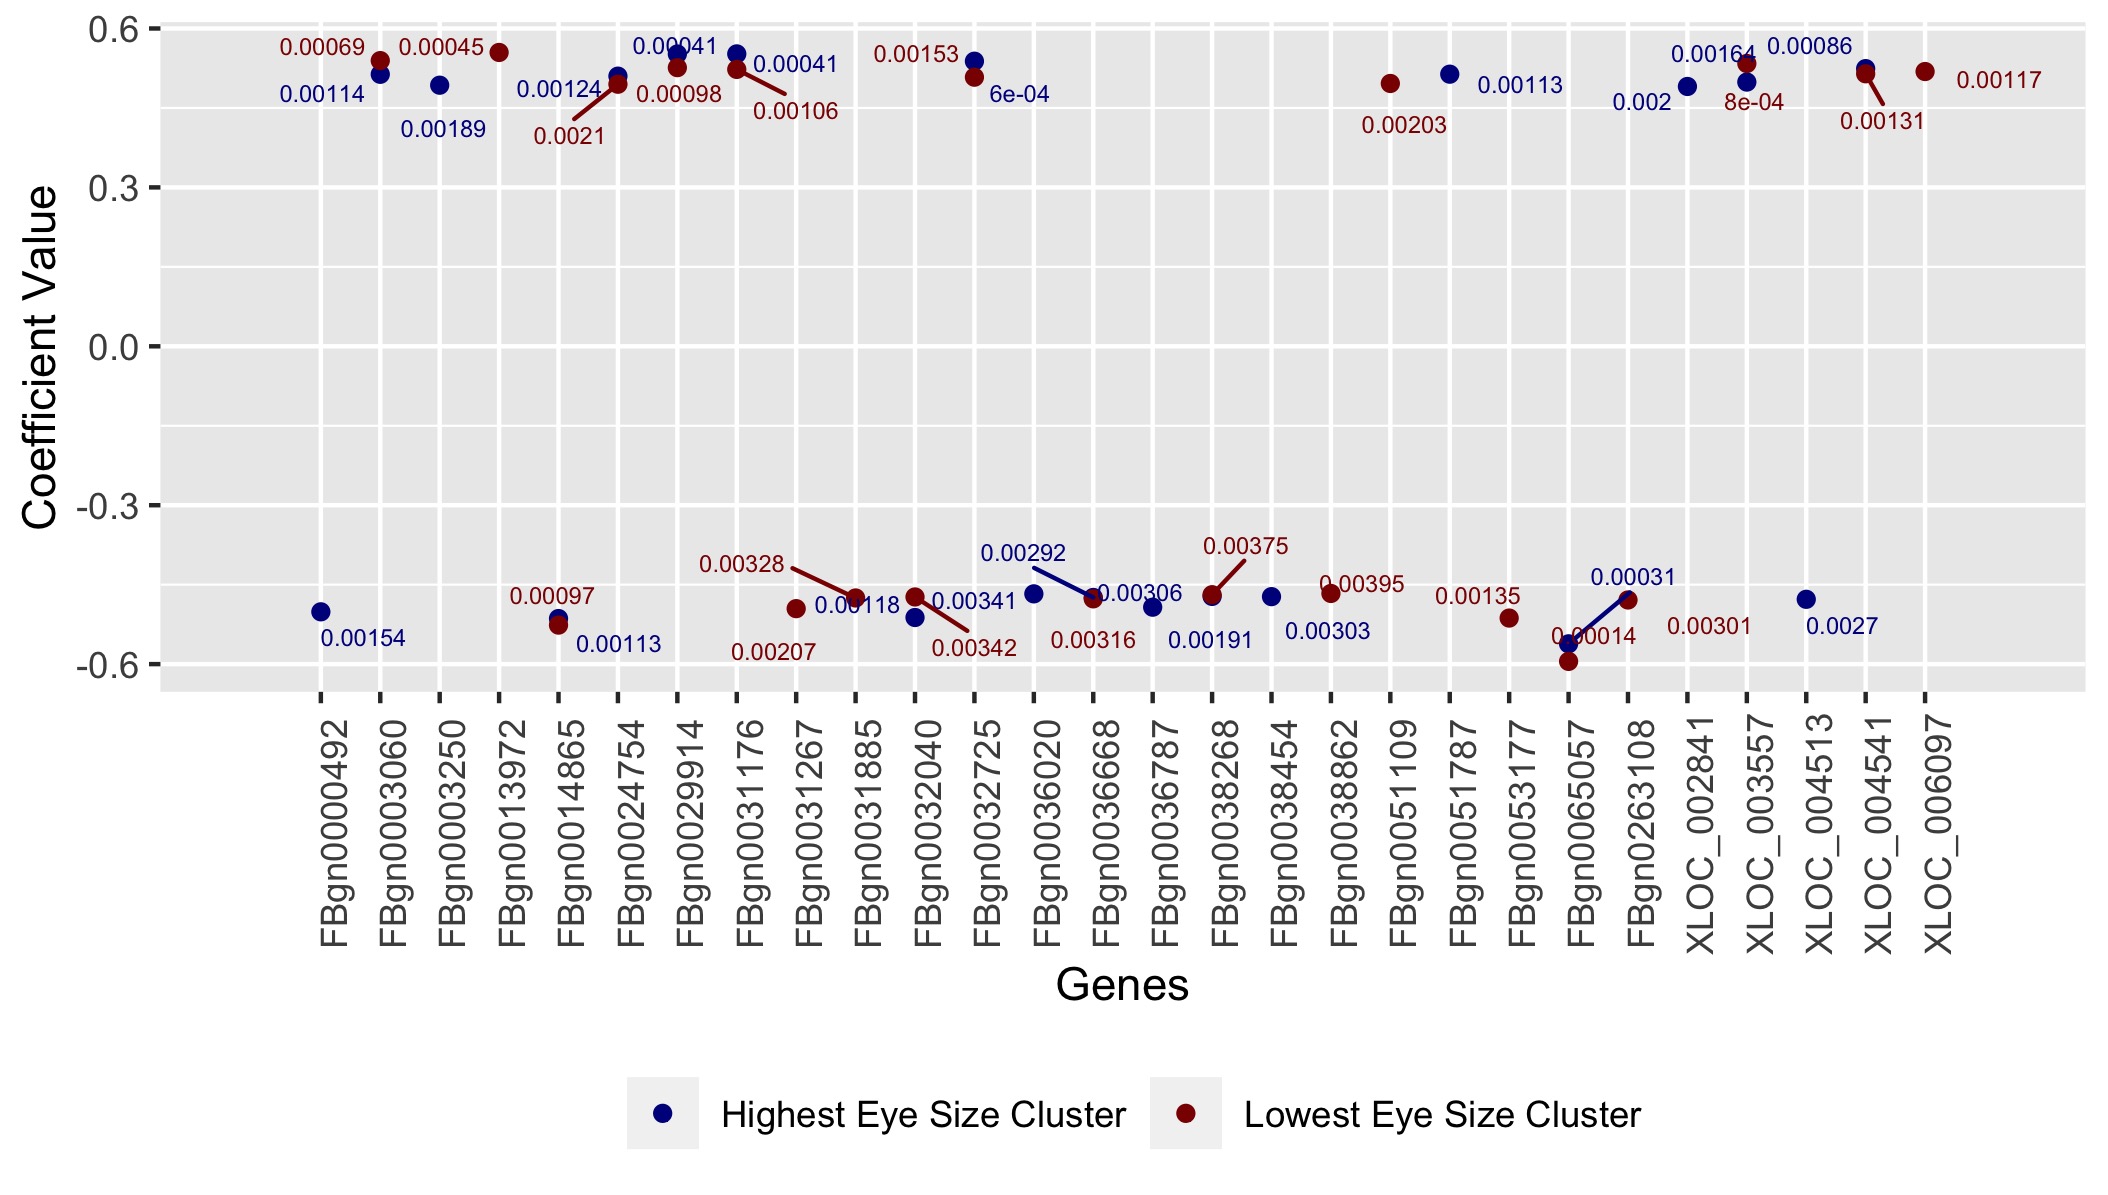 Coefficient Value
0.6
0.3
0.0
-0.3
-0.6
0.00069
0.00045
0.00041
0.00153
0.00164
0.00086
0.00041
0.00117
0.00114
0.00124
0.00098
6e-04
0.00113
0.002
8e-04
0.00106
0.00189
0.0021
0.00203
0.00131
0.00375
0.00292
0.00328
0.00031
0.00395
0.00306
0.00097
0.00135
0.00341
0.00118
0.00154
0.00113
0.00207
0.00342
0.00316
0.00191
0.00303
0.00014
0.00301
0.0027
FBgn0000492
FBgn0003060
FBgn0003250
FBgn0013972
FBgn0014865
FBgn0024754
FBgn0029914
FBgn0031176
FBgn0031267
FBgn0031885
FBgn0032040
FBgn0032725
FBgn0036020
FBgn0036668
FBgn0036787
FBgn0038268
FBgn0038454
FBgn0038862
FBgn0051109
FBgn0051787
FBgn0053177
FBgn0065057
FBgn0263108
XLOC_002841
XLOC_003557
XLOC_004513
XLOC_004541
XLOC_006097
Genes
Highest Eye Size Cluster
Lowest Eye Size Cluster